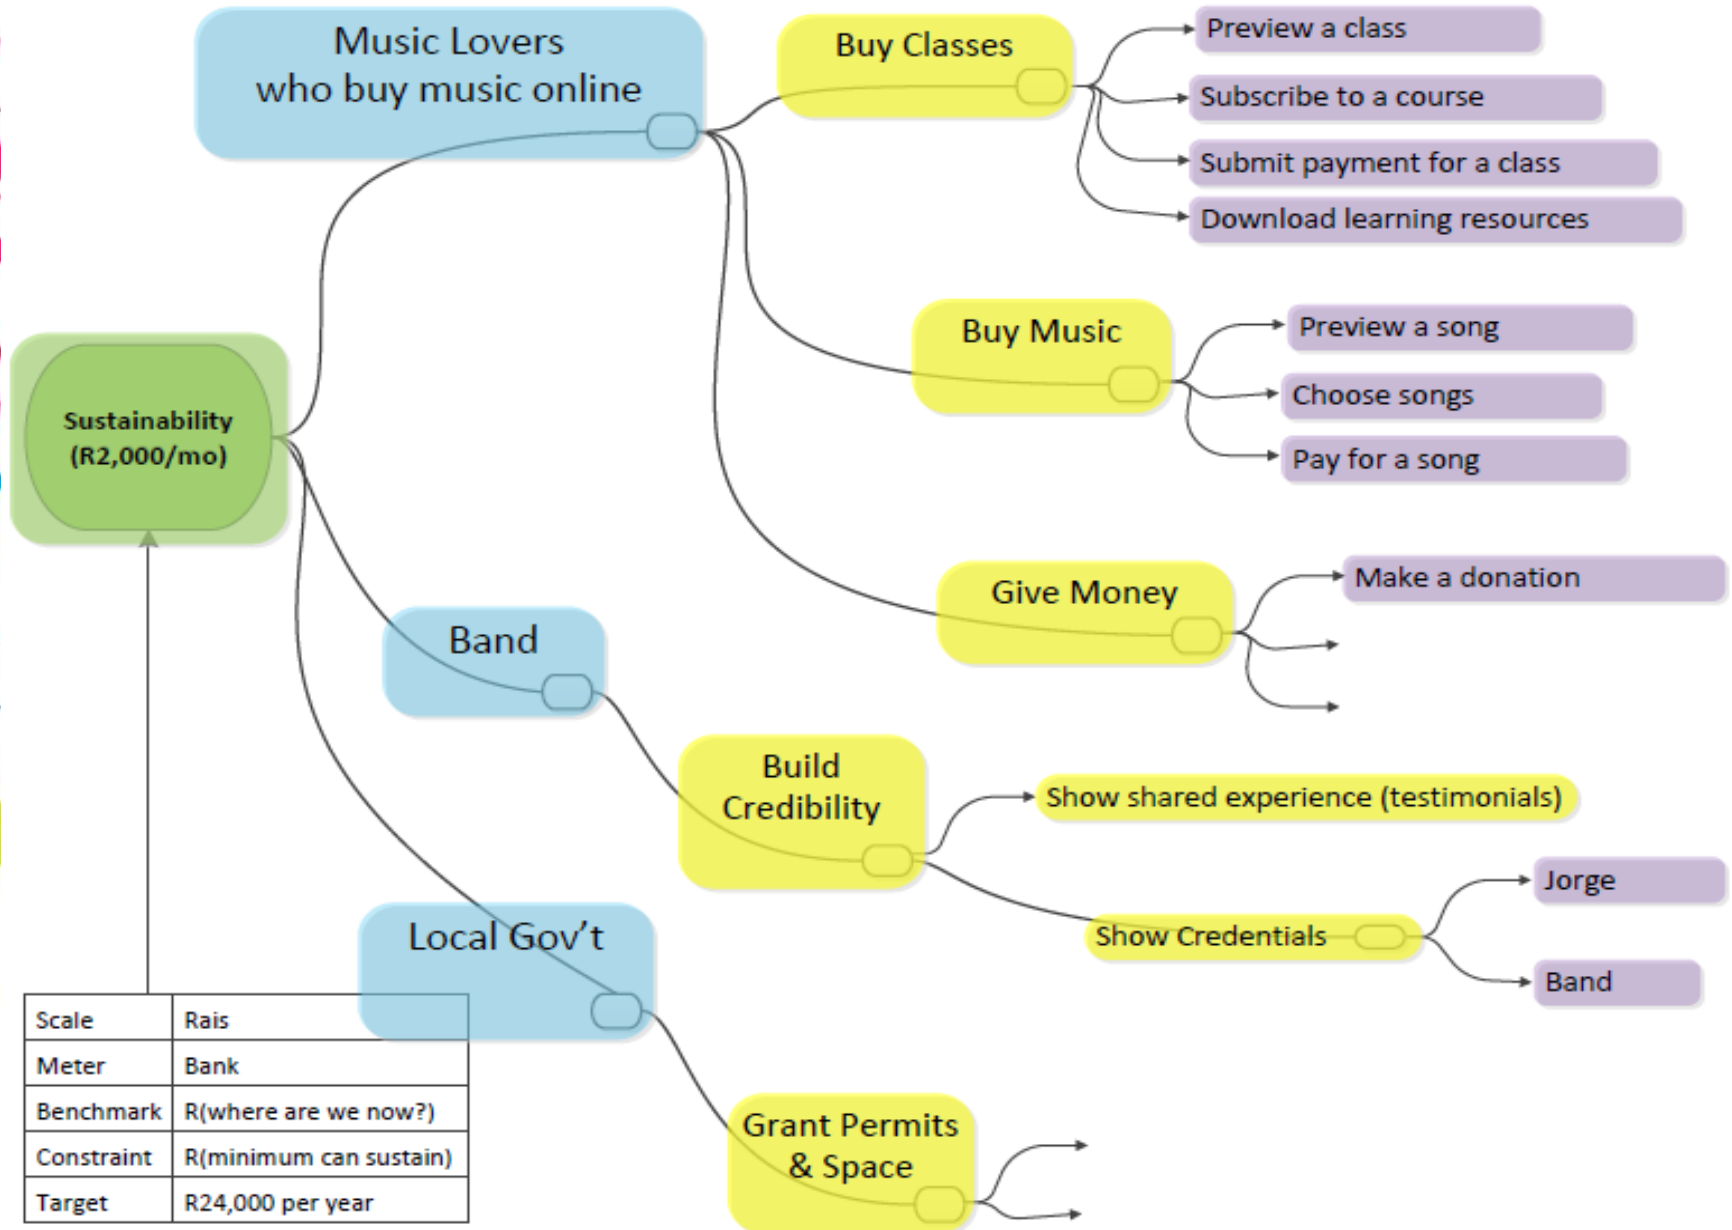 Music Lovers
who buy music online
Buy Classes
Preview a class
Subscribe to a course
Submit payment for a class
Download learning resources
Buy Music
Preview a song
Choose songs
Pay for a song
Sustainability
(R2,000/mo)
Give Money
Make a donation
Band
Build
Credibility
Show shared experience (testimonials)
Show Credentials
Jorge
Band
Local Gov't
Grant Permits
& Space
Scale Rais
Meter Bank
Benchmark R(where are we now?)
Constraint R(minimum can sustain)
Target R24,000 per year